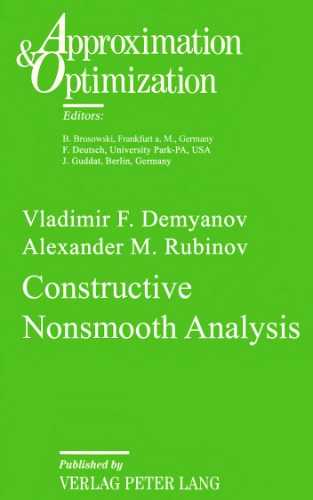 Approximation
& Optimization
Editors:
B. Brosowski, Frankfurt a. M., Germany
F. Deutsch, University Park-PA, USA
J. Guddat, Berlin, Germany
Vladimir F. Demyanov
Alexander M. Rubinov
Constructive
Nonsmooth Analysis
Published by
VERLAG PETER LANG